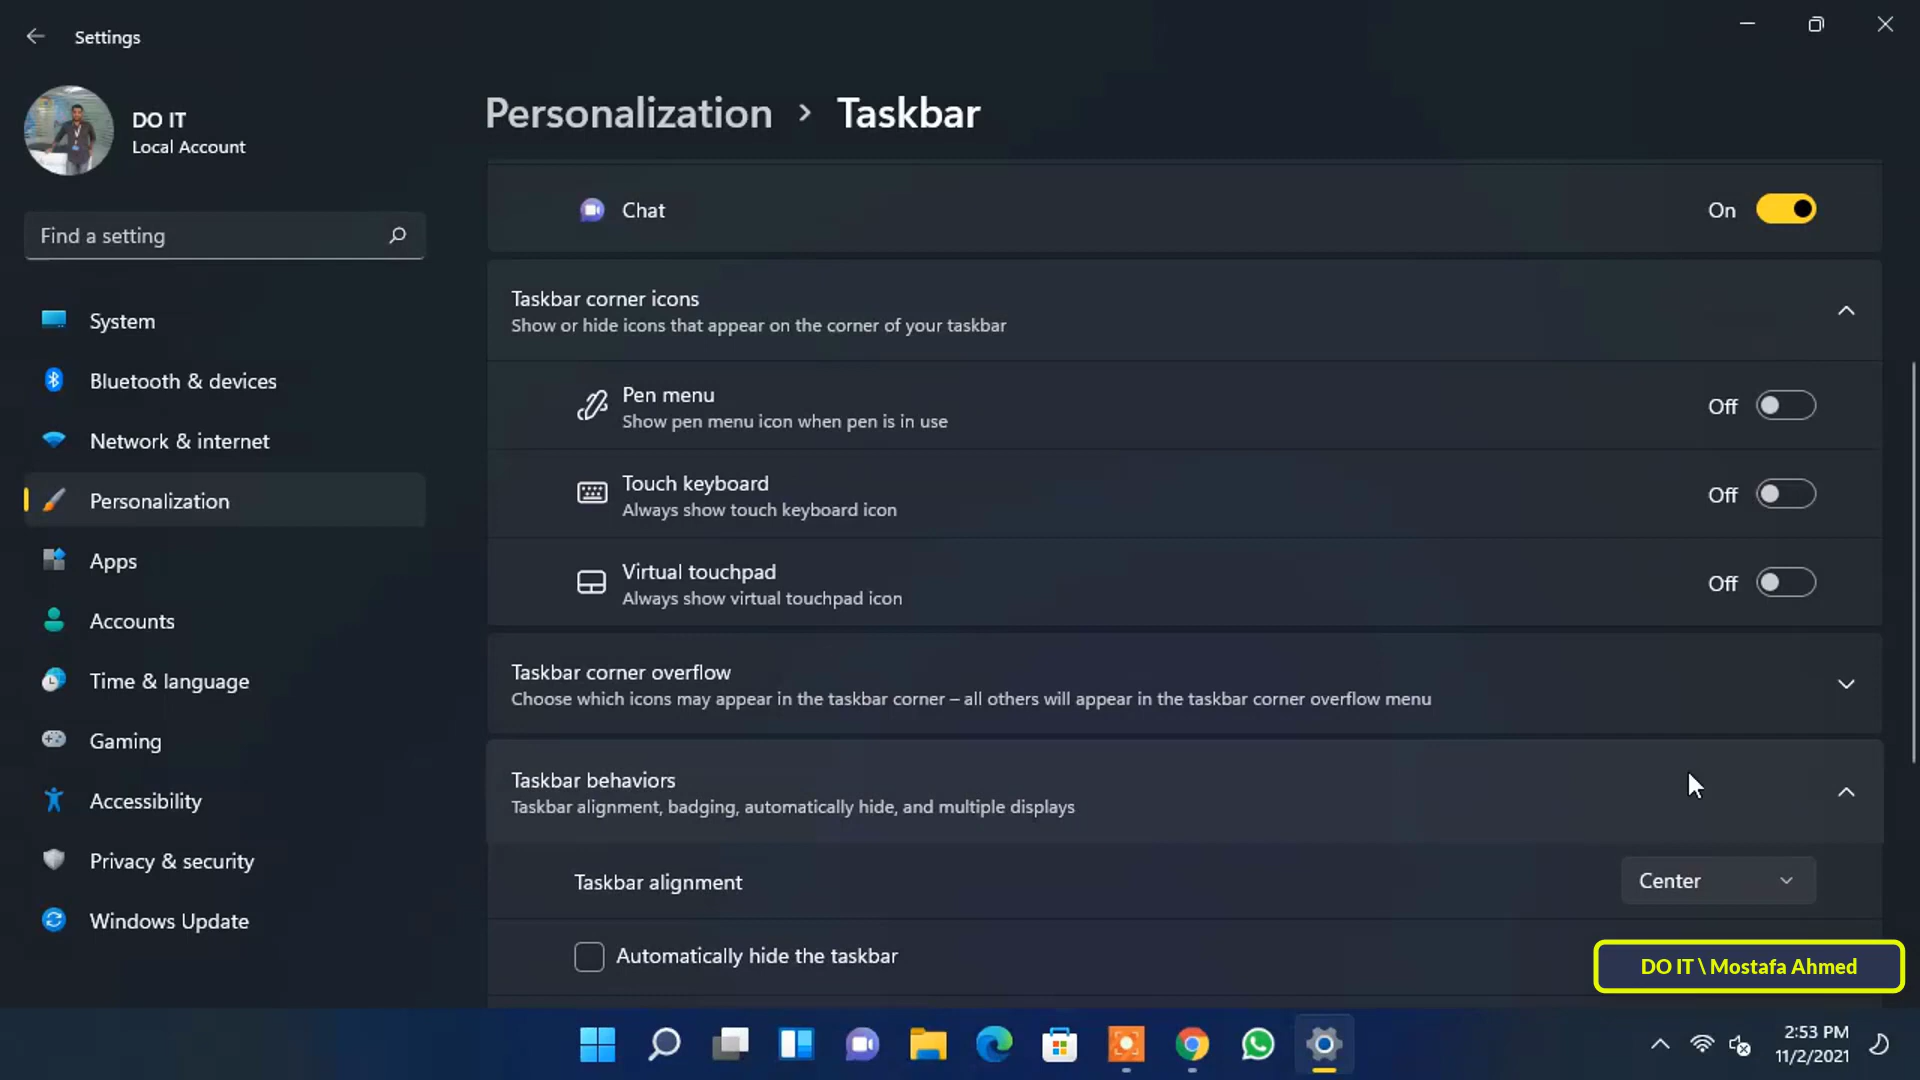 Settings
DO IT
Local Account
Find a setting
System
Bluetooth & devices
Network & internet
Personalization
Apps
Accounts
Time & language
Gaming
Accessibility
Privacy & security
Windows Update
Personalization > Taskbar
Chat
On
Taskbar corner icons
Show or hide icons that appear on the corner of your taskbar
Pen menu
Show pen menu icon when pen is in use
Off
Touch keyboard
Always show touch keyboard icon
Off
Virtual touchpad
Always show virtual touchpad icon
Off
Taskbar corner overflow
Choose which icons may appear in the taskbar corner – all others will appear in the taskbar corner overflow menu
Taskbar behaviors
Taskbar alignment, badging, automatically hide, and multiple displays
Taskbar alignment
Center
Automatically hide the taskbar
DO IT \ Mostafa Ahmed
2:53 PM
11/2/2021